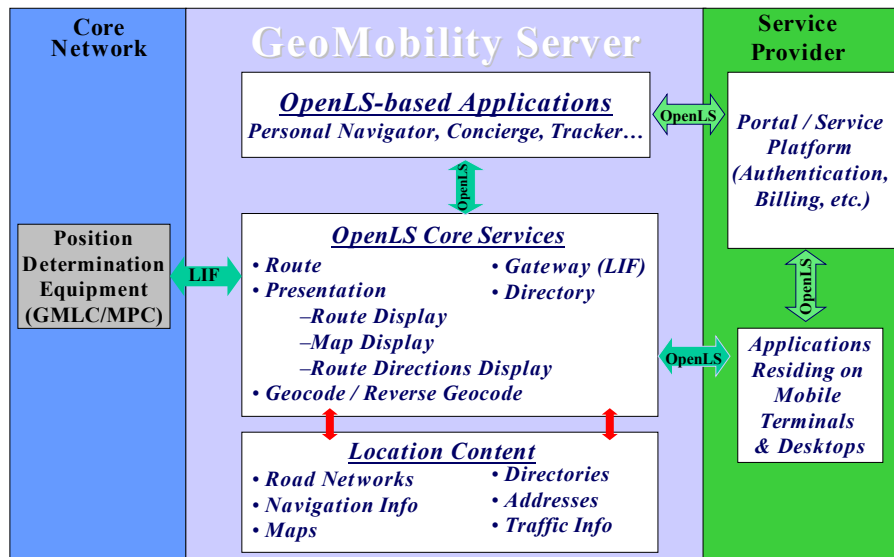 Core
Network
GeoMobility Server
Service
Provider
OpenLS-based Applications
Personal Navigator, Concierge, Tracker…
OpenLS
Portal / Service
Platform
(Authentication,
Billing, etc.)
OpenLS
Position
Determination
Equipment
(GMLC/MPC)
LIF
OpenLS Core Services
• Route
• Presentation
–Route Display
–Map Display
–Route Directions Display
• Geocode / Reverse Geocode
• Gateway (LIF)
• Directory
OpenLS
OpenLS
Applications
Residing on
Mobile
Terminals
& Desktops
Location Content
• Road Networks
• Navigation Info
• Maps
• Directories
• Addresses
• Traffic Info